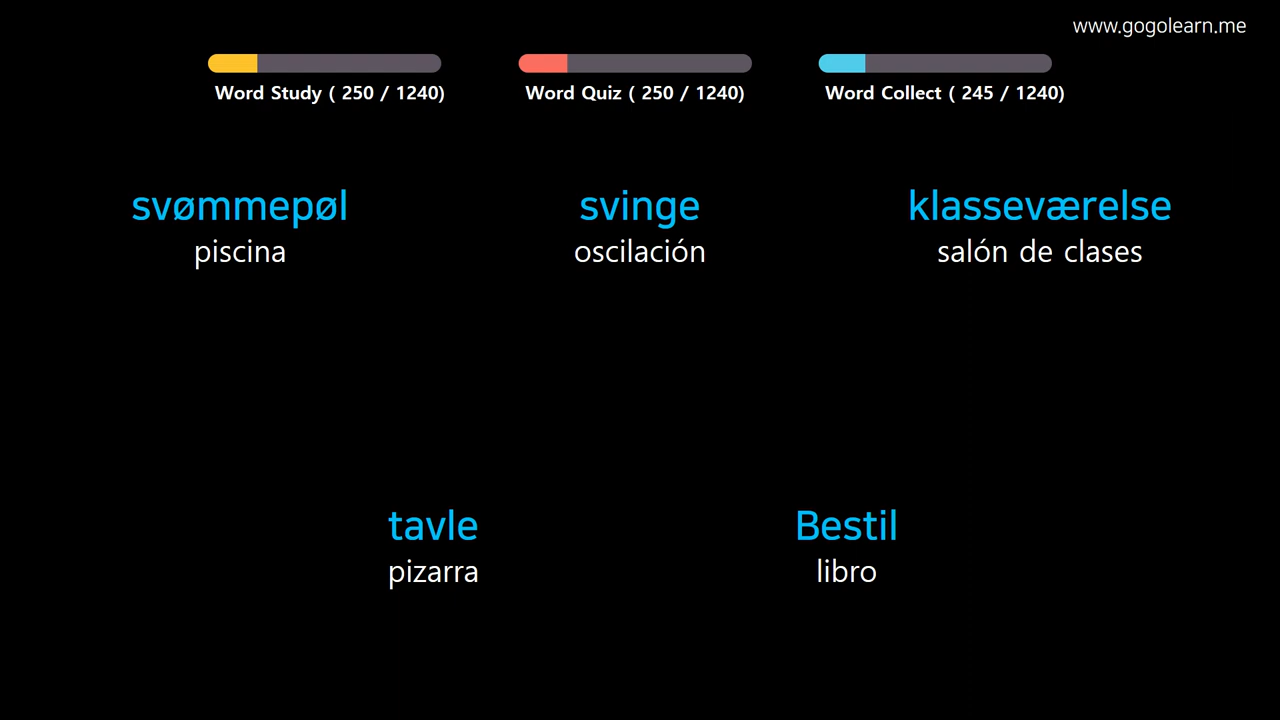 www.gogolearn.me
Word Study ( 250 / 1240)
Word Quiz ( 250 / 1240)
Word Collect ( 245 / 1240)
svømmepøl
piscina
svinge
oscilación
klasseværelse
salón de clases
tavle
pizarra
Bestil
libro